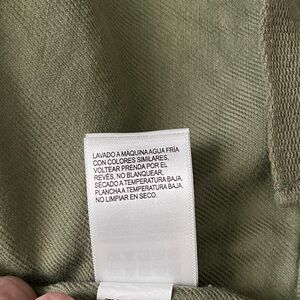 LAVADO A MÁQUINA AGUA FRÍA
CON COLORES SIMILARES,
VOLTEAR PRENDA POR EL
REVÉS, NO BLANQUEAR,
SECADO A TEMPERATURA BAJA,
PLANCHA A TEMPERATURA BAJA,
NO LIMPIAR EN SECO.